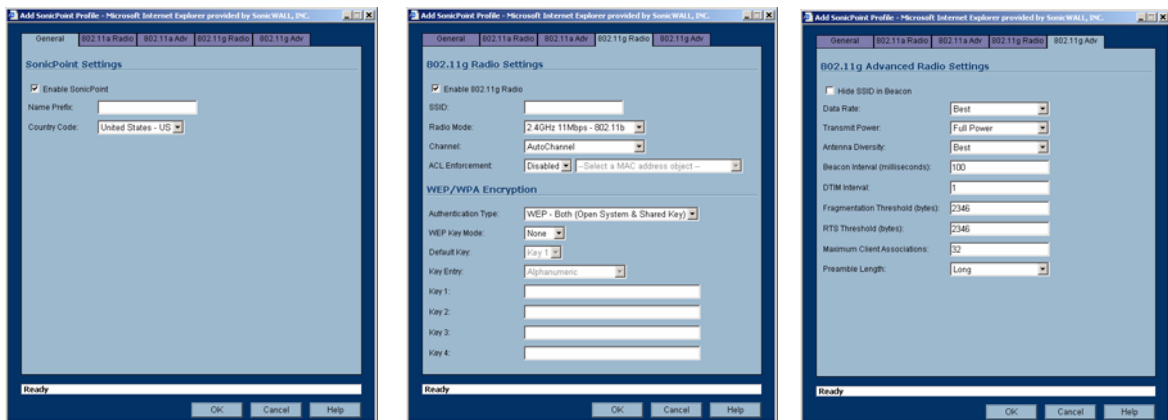 Add SonicPoint Profile - Microsoft Internet Explorer provided by SonicWALL, INC.
General 802.11a Radio 802.11a Adv 802.11g Radio 802.11g Adv
SonicPoint Settings
Enable SonicPoint
Name Prefix:
Country Code: United States - US
Ready
OK Cancel Help
Add SonicPoint Profile - Microsoft Internet Explorer provided by SonicWALL, INC.
General 802.11a Radio 802.11a Adv 802.11g Radio 802.11g Adv
802.11g Radio Settings
Enable 802.11g Radio
SSID:
Radio Mode: 2.4GHz 11Mbps - 802.11b
Channel: AutoChannel
ACL Enforcement: Disabled --Select a MAC address object --
WEP/WPA Encryption
Authentication Type: WEP - Both (Open System & Shared Key)
WEP Key Mode: None
Default Key: Key 1
Key Entry: Alphanumeric
Key 1:
Key 2:
Key 3:
Key 4:
Ready
OK Cancel Help
Add SonicPoint Profile - Microsoft Internet Explorer provided by SonicWALL, INC.
General 802.11a Radio 802.11a Adv 802.11g Radio 802.11g Adv
802.11g Advanced Radio Settings
Hide SSID in Beacon
Data Rate: Best
Transmit Power: Full Power
Antenna Diversity: Best
Beacon Interval (milliseconds): 100
DTIM Interval: 1
Fragmentation Threshold (bytes): 2346
RTS Threshold (bytes): 2346
Maximum Client Associations: 32
Preamble Length: Long
Ready
OK Cancel Help